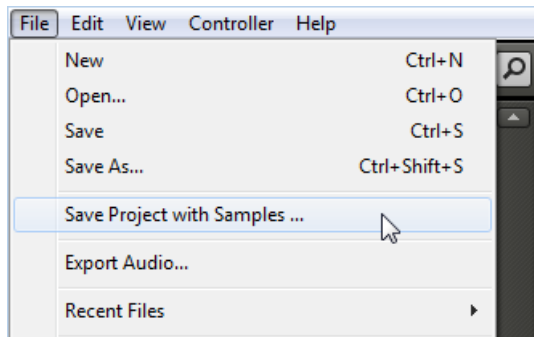 File Edit View Controller Help
New Ctrl+N
Open... Ctrl+O
Save Ctrl+S
Save As... Ctrl+Shift+S
Save Project with Samples ...
Export Audio...
Recent Files